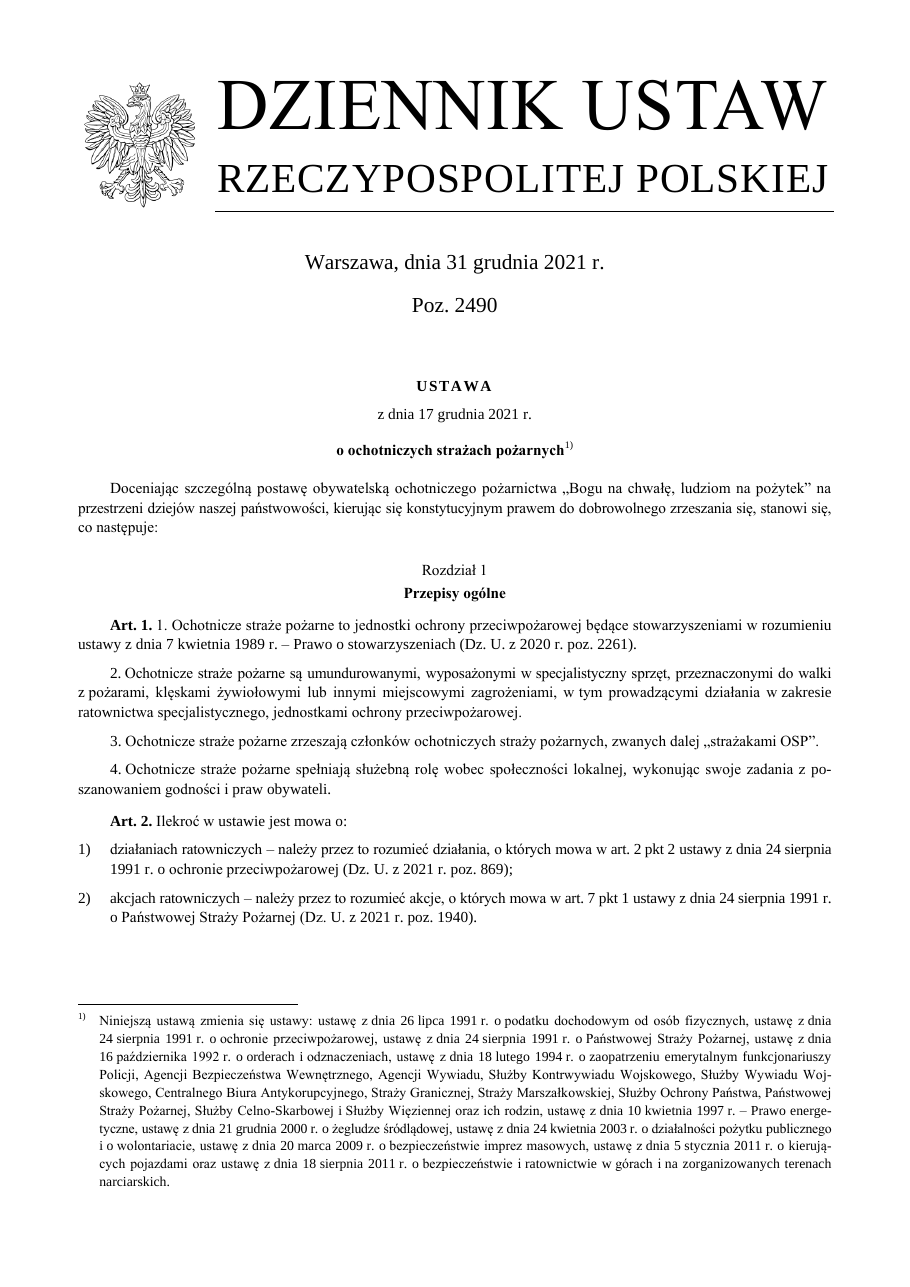 DZIENNIK USTAW
RZECZYPOSPOLITEJ POLSKIEJ
Warszawa, dnia 31 grudnia 2021 r.
Poz. 2490
USTAWA
z dnia 17 grudnia 2021 r.
o ochotniczych strażach pożarnych1)
Doceniając szczególną postawę obywatelską ochotniczego pożarnictwa „Bogu na chwałę, ludziom na pożytek” na
przestrzeni dziejów naszej państwowości, kierując się konstytucyjnym prawem do dobrowolnego zrzeszania się, stanowi się,
co następuje:
Rozdział 1
Przepisy ogólne
Art. 1. 1. Ochotnicze straże pożarne to jednostki ochrony przeciwpożarowej będące stowarzyszeniami w rozumieniu
ustawy z dnia 7 kwietnia 1989 r. – Prawo o stowarzyszeniach (Dz. U. z 2020 r. poz. 2261).
2. Ochotnicze straże pożarne są umundurowanymi, wyposażonymi w specjalistyczny sprzęt, przeznaczonymi do walki
z pożarami, klęskami żywiołowymi lub innymi miejscowymi zagrożeniami, w tym prowadzącymi działania w zakresie
ratownictwa specjalistycznego, jednostkami ochrony przeciwpożarowej.
3. Ochotnicze straże pożarne zrzeszają członków ochotniczych straży pożarnych, zwanych dalej „strażakami OSP”.
4. Ochotnicze straże pożarne spełniają służebną rolę wobec społeczności lokalnej, wykonując swoje zadania z po-
szanowaniem godności i praw obywateli.
Art. 2. Ilekroć w ustawie jest mowa o:
1) działaniach ratowniczych – należy przez to rozumieć działania, o których mowa w art. 2 pkt 2 ustawy z dnia 24 sierpnia
1991 r. o ochronie przeciwpożarowej (Dz. U. z 2021 r. poz. 869);
2) akcjach ratowniczych – należy przez to rozumieć akcje, o których mowa w art. 7 pkt 1 ustawy z dnia 24 sierpnia 1991 r.
o Państwowej Straży Pożarnej (Dz. U. z 2021 r. poz. 1940).
1) Niniejszą ustawą zmienia się ustawy: ustawę z dnia 26 lipca 1991 r. o podatku dochodowym od osób fizycznych, ustawę z dnia
24 sierpnia 1991 r. o ochronie przeciwpożarowej, ustawę z dnia 24 sierpnia 1991 r. o Państwowej Straży Pożarnej, ustawę z dnia
16 października 1992 r. o orderach i odznaczeniach, ustawę z dnia 18 lutego 1994 r. o zaopatrzeniu emerytalnym funkcjonariuszy
Policji, Agencji Bezpieczeństwa Wewnętrznego, Agencji Wywiadu, Służby Kontrwywiadu Wojskowego, Służby Wywiadu Woj-
skowego, Centralnego Biura Antykorupcyjnego, Straży Granicznej, Straży Marszałkowskiej, Służby Ochrony Państwa, Państwowej
Straży Pożarnej, Służby Celno-Skarbowej i Służby Więziennej oraz ich rodzin, ustawę z dnia 10 kwietnia 1997 r. – Prawo energe-
tyczne, ustawę z dnia 21 grudnia 2000 r. o żegludze śródlądowej, ustawę z dnia 24 kwietnia 2003 r. o działalności pożytku publicznego
i o wolontariacie, ustawę z dnia 20 marca 2009 r. o bezpieczeństwie imprez masowych, ustawę z dnia 5 stycznia 2011 r. o kierują-
cych pojazdami oraz ustawę z dnia 18 sierpnia 2011 r. o bezpieczeństwie i ratownictwie w górach i na zorganizowanych terenach
narciarskich.